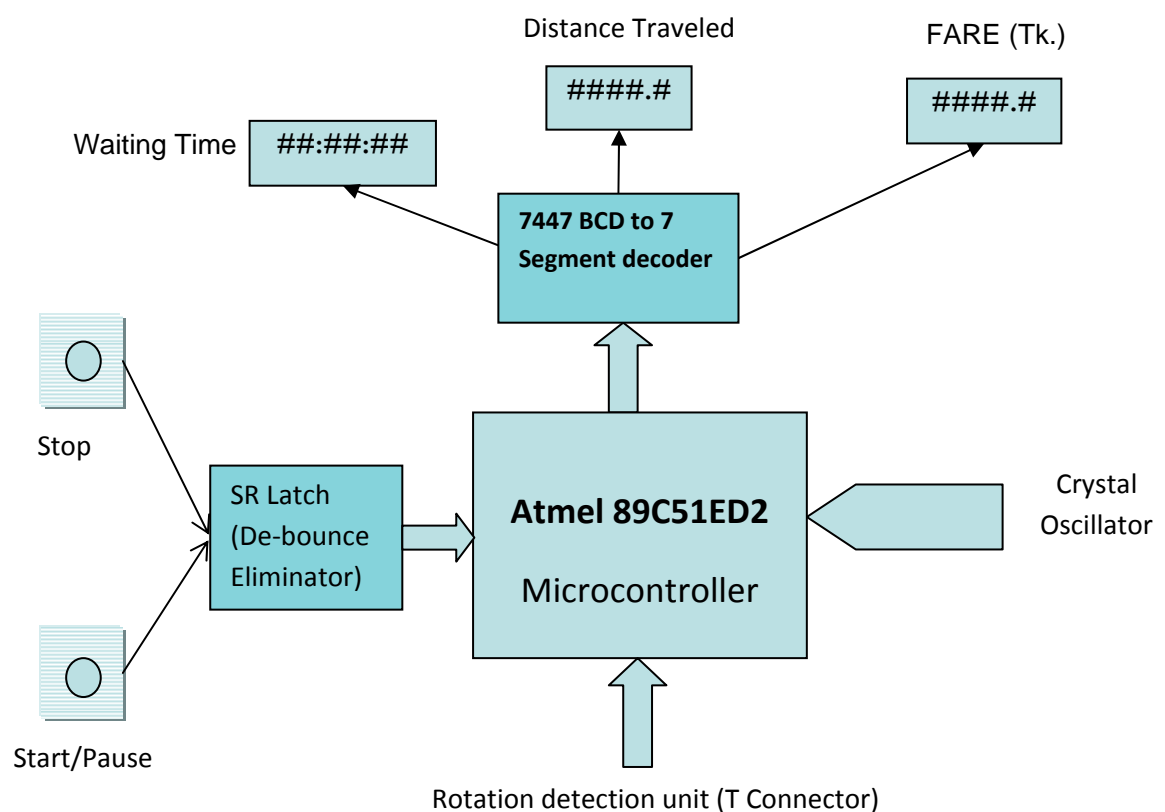 Distance Traveled
FARE (Tk.)
####.#
####.#
Waiting Time
##:##:##
7447 BCD to 7
Segment decoder
Stop
SR Latch
(De-bounce
Eliminator)
Atmel 89C51ED2
Microcontroller
Crystal
Oscillator
Start/Pause
Rotation detection unit (T Connector)